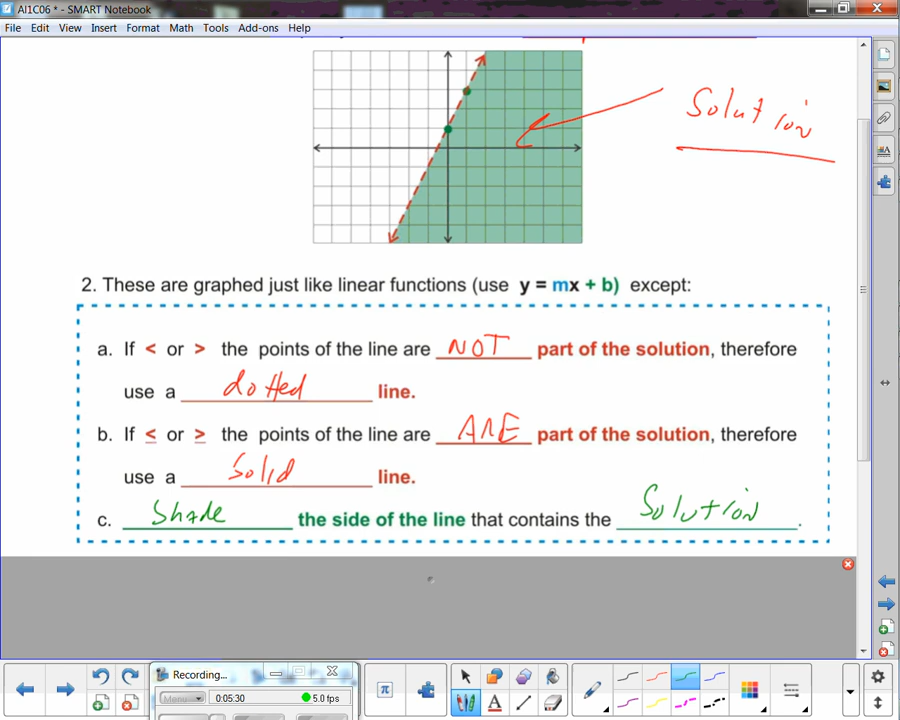 AI1C06 * - SMART Notebook
File Edit View Insert Format Math Tools Add-ons Help
Solution
2. These are graphed just like linear functions (use y = mx + b) except:
a. If < or > the points of the line are NOT part of the solution, therefore
use a dotted line.
b. If ≤ or ≥ the points of the line are ARE part of the solution, therefore
use a solid line.
c. Shade the side of the line that contains the Solution.
Recording...
Menu 0:05:30 5.0 fps
π
A